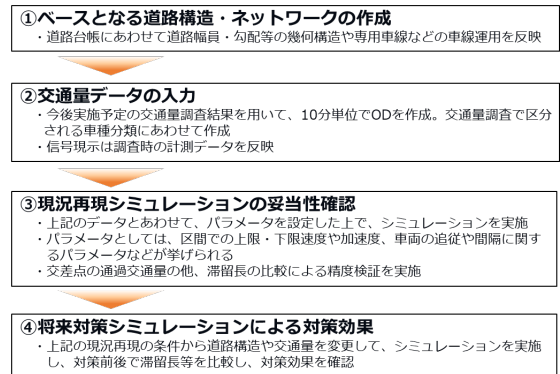 ①ベースとなる道路構造・ネットワークの作成
・道路台帳にあわせて道路幅員・勾配等の幾何構造や専用車線などの車線運用を反映
②交通量データの入力
・今後実施予定の交通量調査結果を用いて、10分単位でODを作成。交通量調査で区分
される車種分類にあわせて作成
・信号現示は調査時の計測データを反映
③現況再現シミュレーションの妥当性確認
・上記のデータとあわせて、パラメータを設定した上で、シミュレーションを実施
・パラメータとしては、区間での上限・下限速度や加速度、車両の追従や間隔に関す
るパラメータなどが挙げられる
・交差点の通過交通量の他、滞留長の比較による精度検証を実施
④将来対策シミュレーションによる対策効果
・上記の現況再現の条件から道路構造や交通量を変更して、シミュレーションを実施
し、対策前後で滞留長等を比較し、対策効果を確認